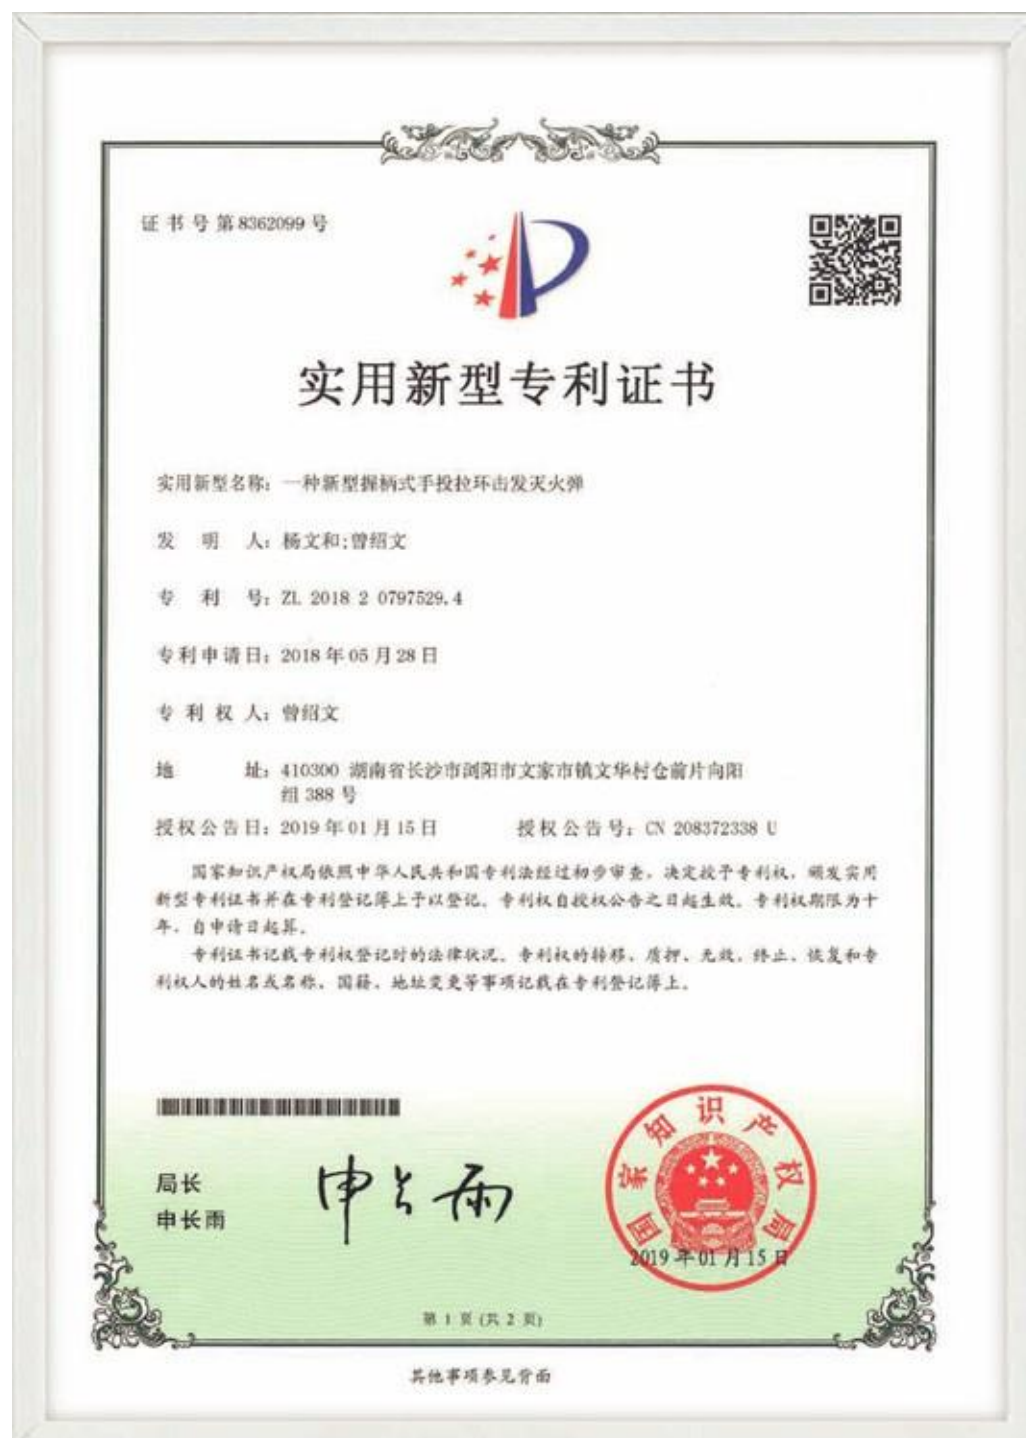 证书号第8362099号
实用新型专利证书
实用新型名称：一种新型握柄式手投拉环击发灭火弹
发明人：杨文和;曾绍文
专利号：ZL 2018 2 0797529.4
专利申请日：2018年05月28日
专利权人：曾绍文
地址：410300 湖南省长沙市浏阳市文家市镇文华村仓前片向阳
组388号
授权公告日：2019年01月15日 授权公告号：CN 208372338 U
国家知识产权局依照中华人民共和国专利法经过初步审查，决定授予专利权，颁发实用
新型专利证书并在专利登记簿上予以登记。专利权自授权公告之日起生效。专利权期限为十
年，自申请日起算。
专利证书记载专利权登记时的法律状况。专利权的转移、质押、无效、终止、恢复和专
利权人的姓名或名称、国籍、地址变更等事项记载在专利登记簿上。
局长
申长雨
申长雨
国家知识产权局
2019年01月15日
第1页(共2页)
其他事项参见背面